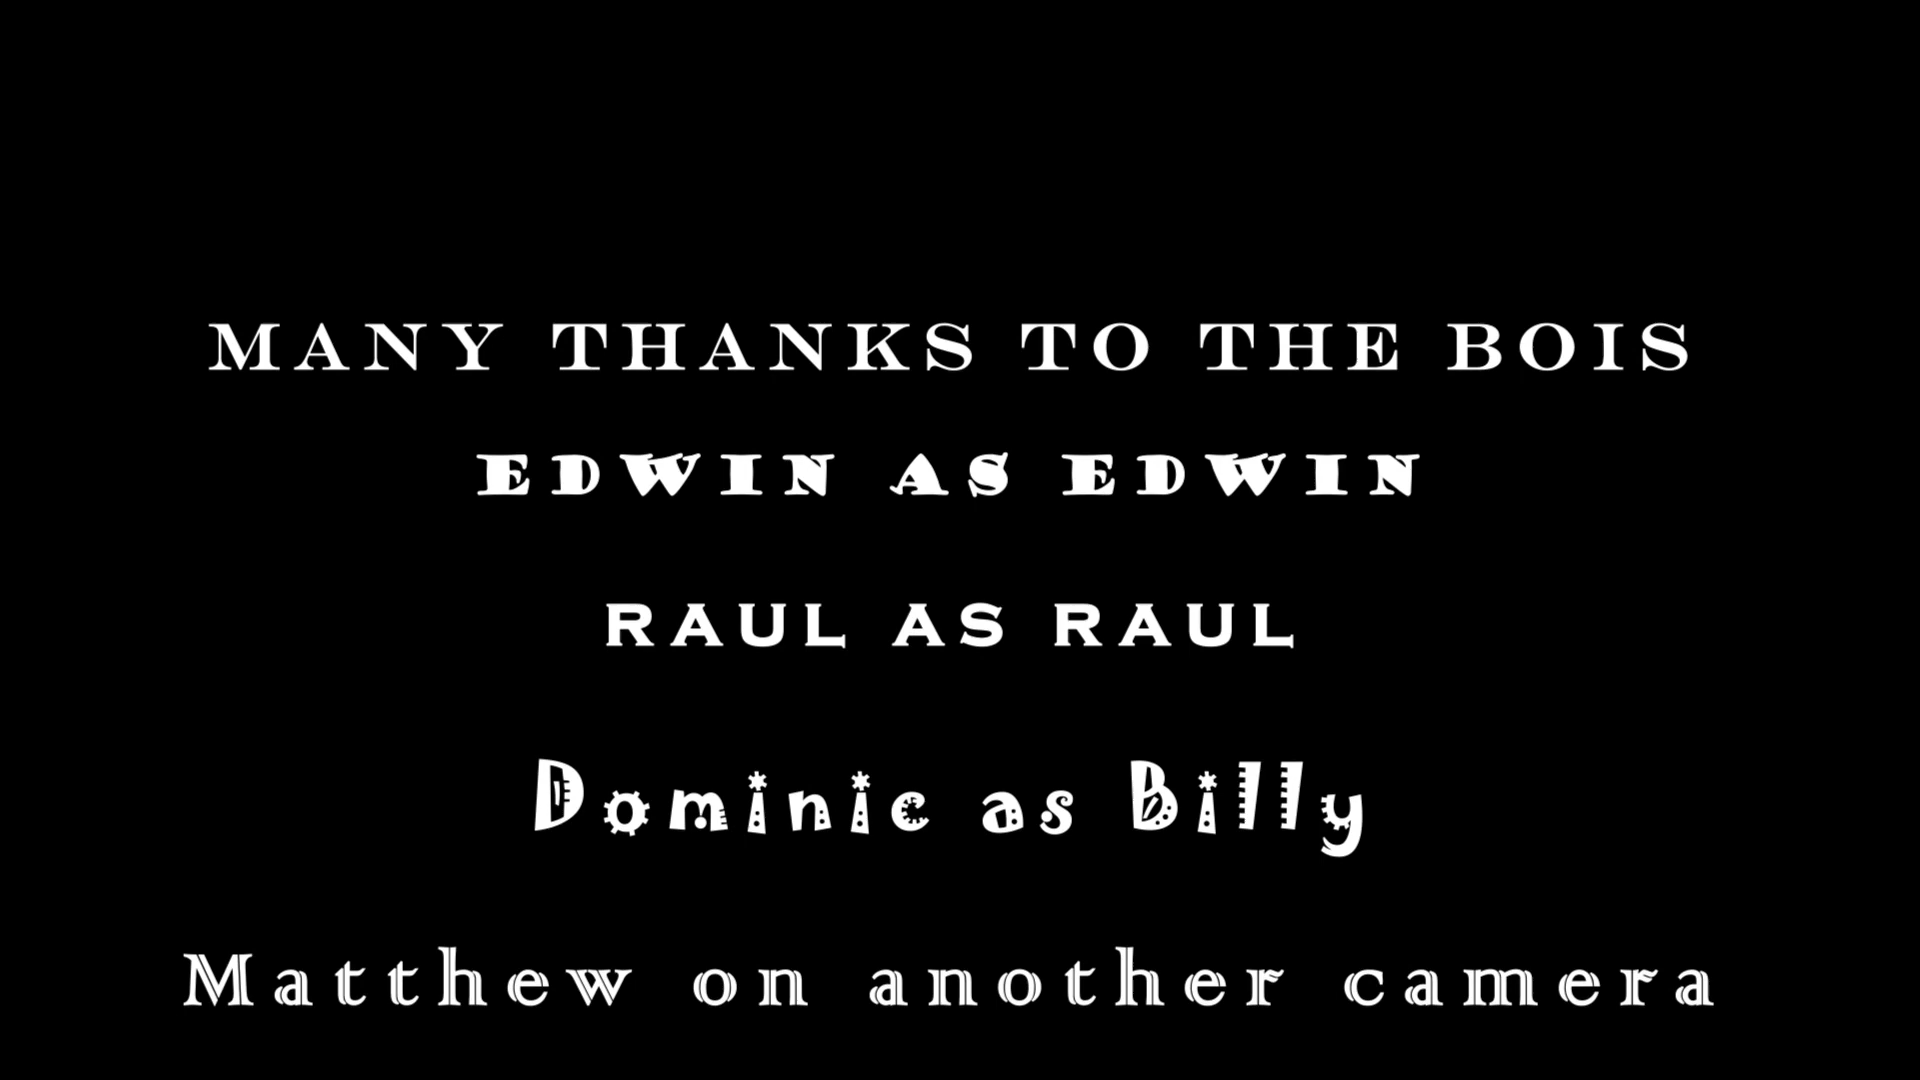 MANY THANKS TO THE BOIS
EDWIN AS EDWIN
RAUL AS RAUL
Dominic as Billy
Matthew on another camera